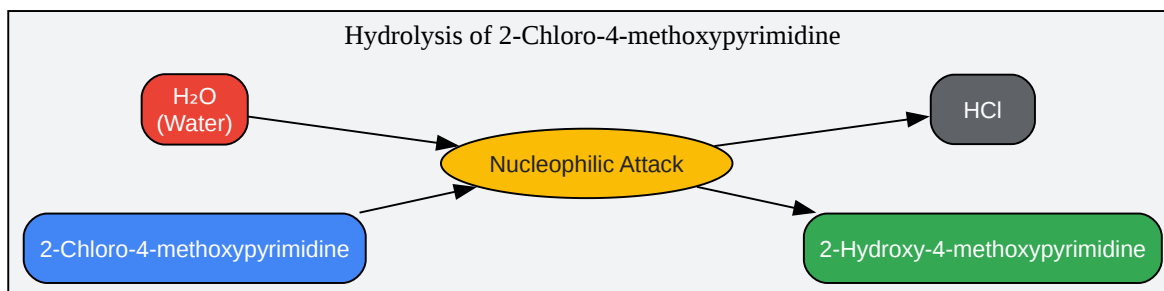 Hydrolysis of 2-Chloro-4-methoxypyrimidine
H₂O
(Water)
HCl
Nucleophilic Attack
2-Chloro-4-methoxypyrimidine
2-Hydroxy-4-methoxypyrimidine